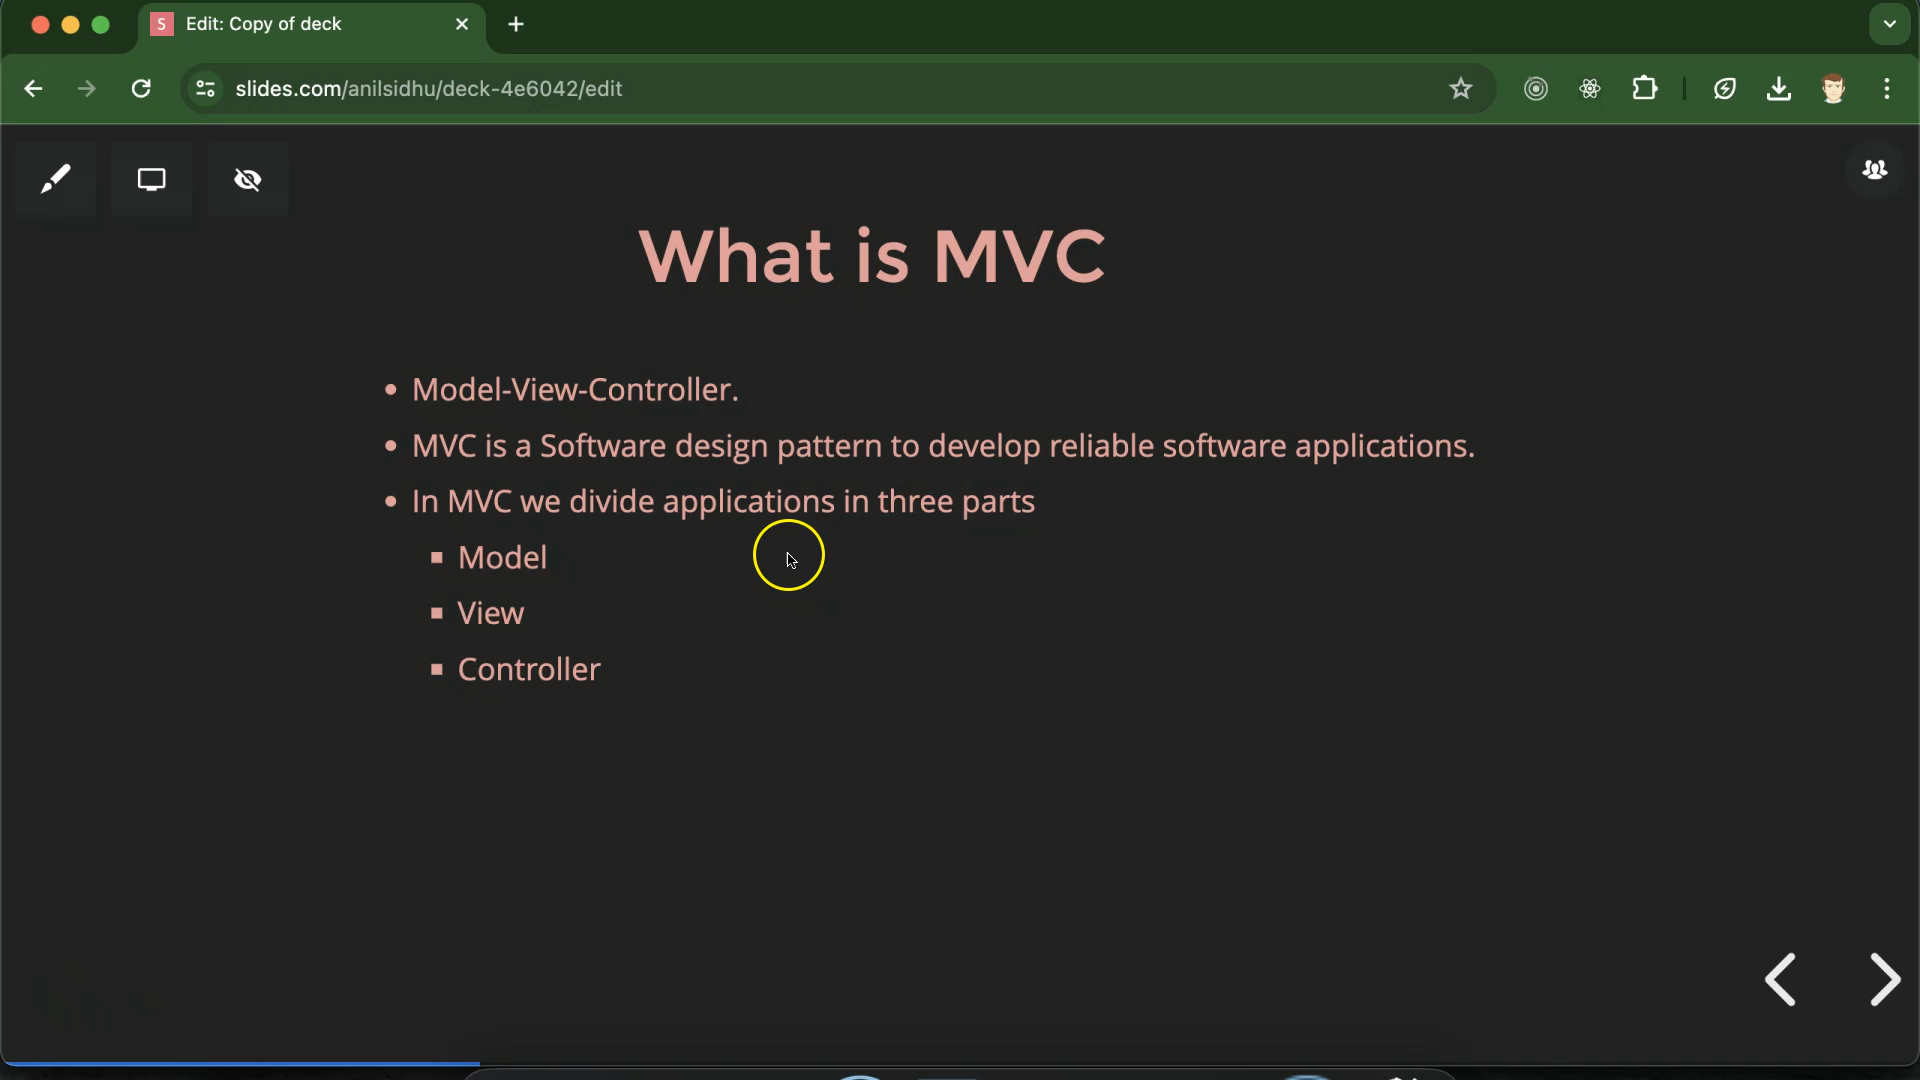 S Edit: Copy of deck
slides.com/anilsidhu/deck-4e6042/edit
What is MVC
Model-View-Controller.
MVC is a Software design pattern to develop reliable software applications.
In MVC we divide applications in three parts
Model
View
Controller